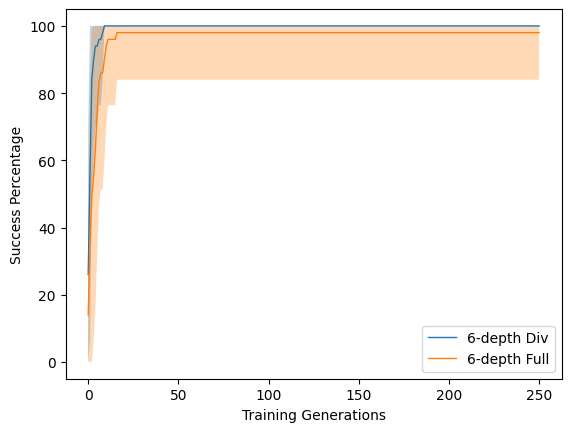 100
80
60
40
20
0
Success Percentage
0 50 100 150 200 250
Training Generations
6-depth Div
6-depth Full